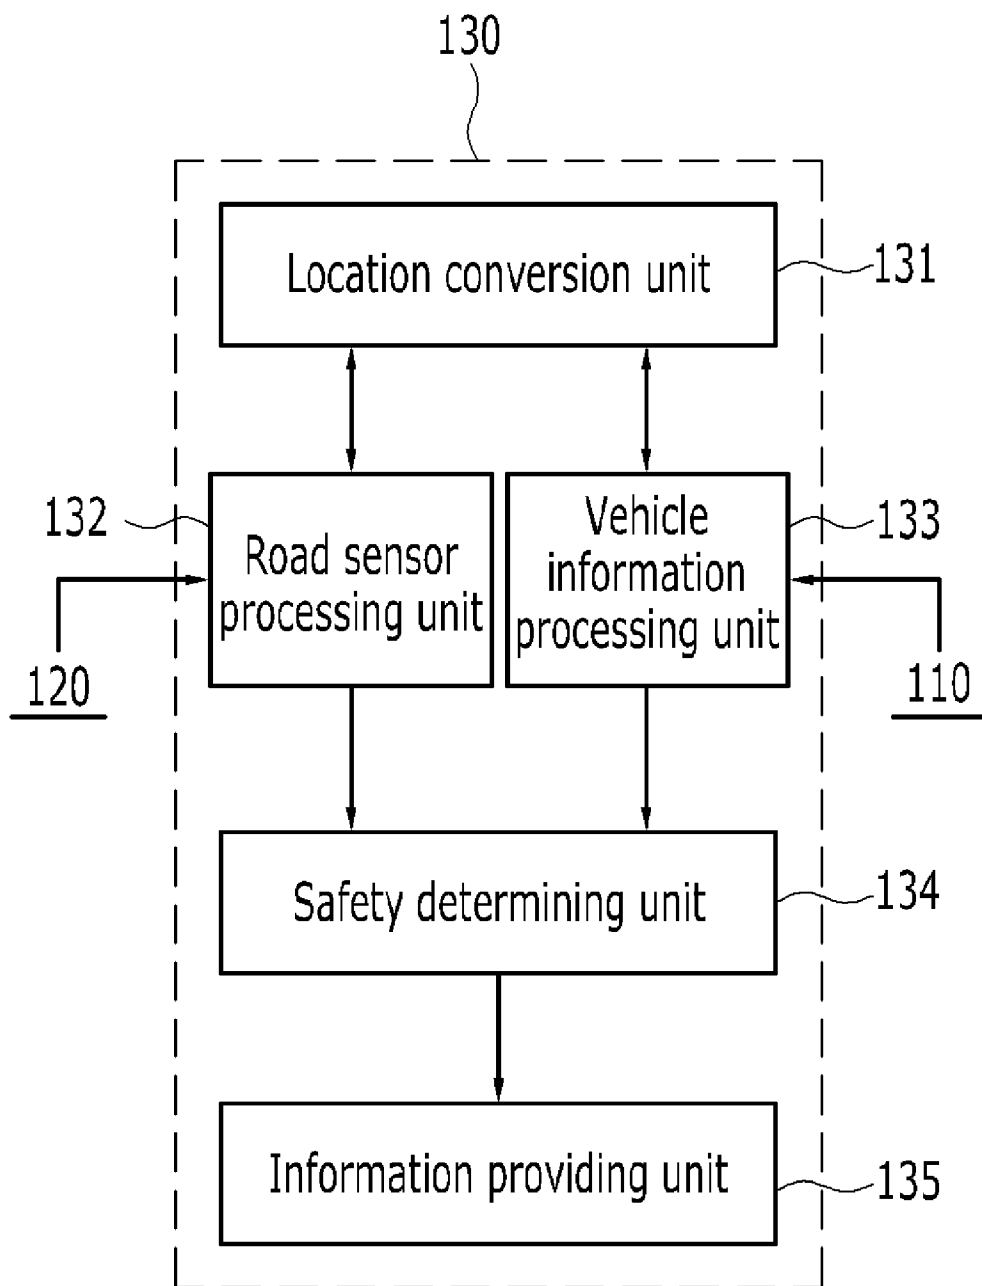 130
Location conversion unit
131
132
Road sensor
processing unit
Vehicle
information
processing unit
133
120
110
Safety determining unit
134
Information providing unit
135